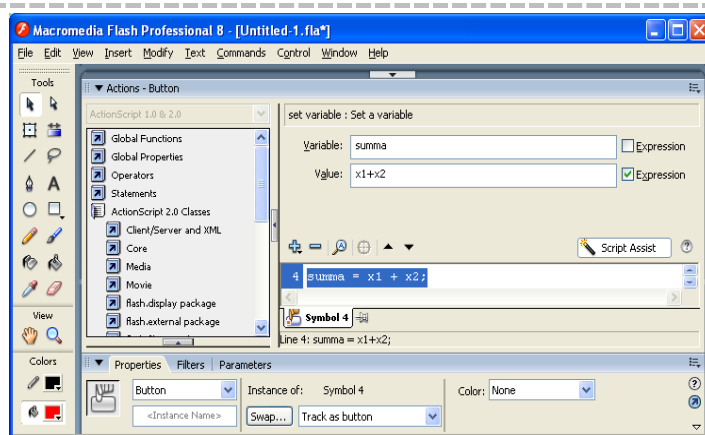 Macromedia Flash Professional 8 - [Untitled-1.fla*]
File Edit View Insert Modify Text Commands Control Window Help
Tools
View
Colors
Actions - Button
ActionScript 1.0 & 2.0
Global Functions
Global Properties
Operators
Statements
ActionScript 2.0 Classes
Client/Server and XML
Core
Media
Movie
flash.display package
flash.external package
set variable : Set a variable
Variable: summa Expression
Value: x1+x2 Expression
Script Assist
4 summa = x1 + x2;
Symbol 4
Line 4: summa = x1+x2;
Properties Filters Parameters
Button Instance of: Symbol 4 Color: None
<Instance Name> Swap... Track as button